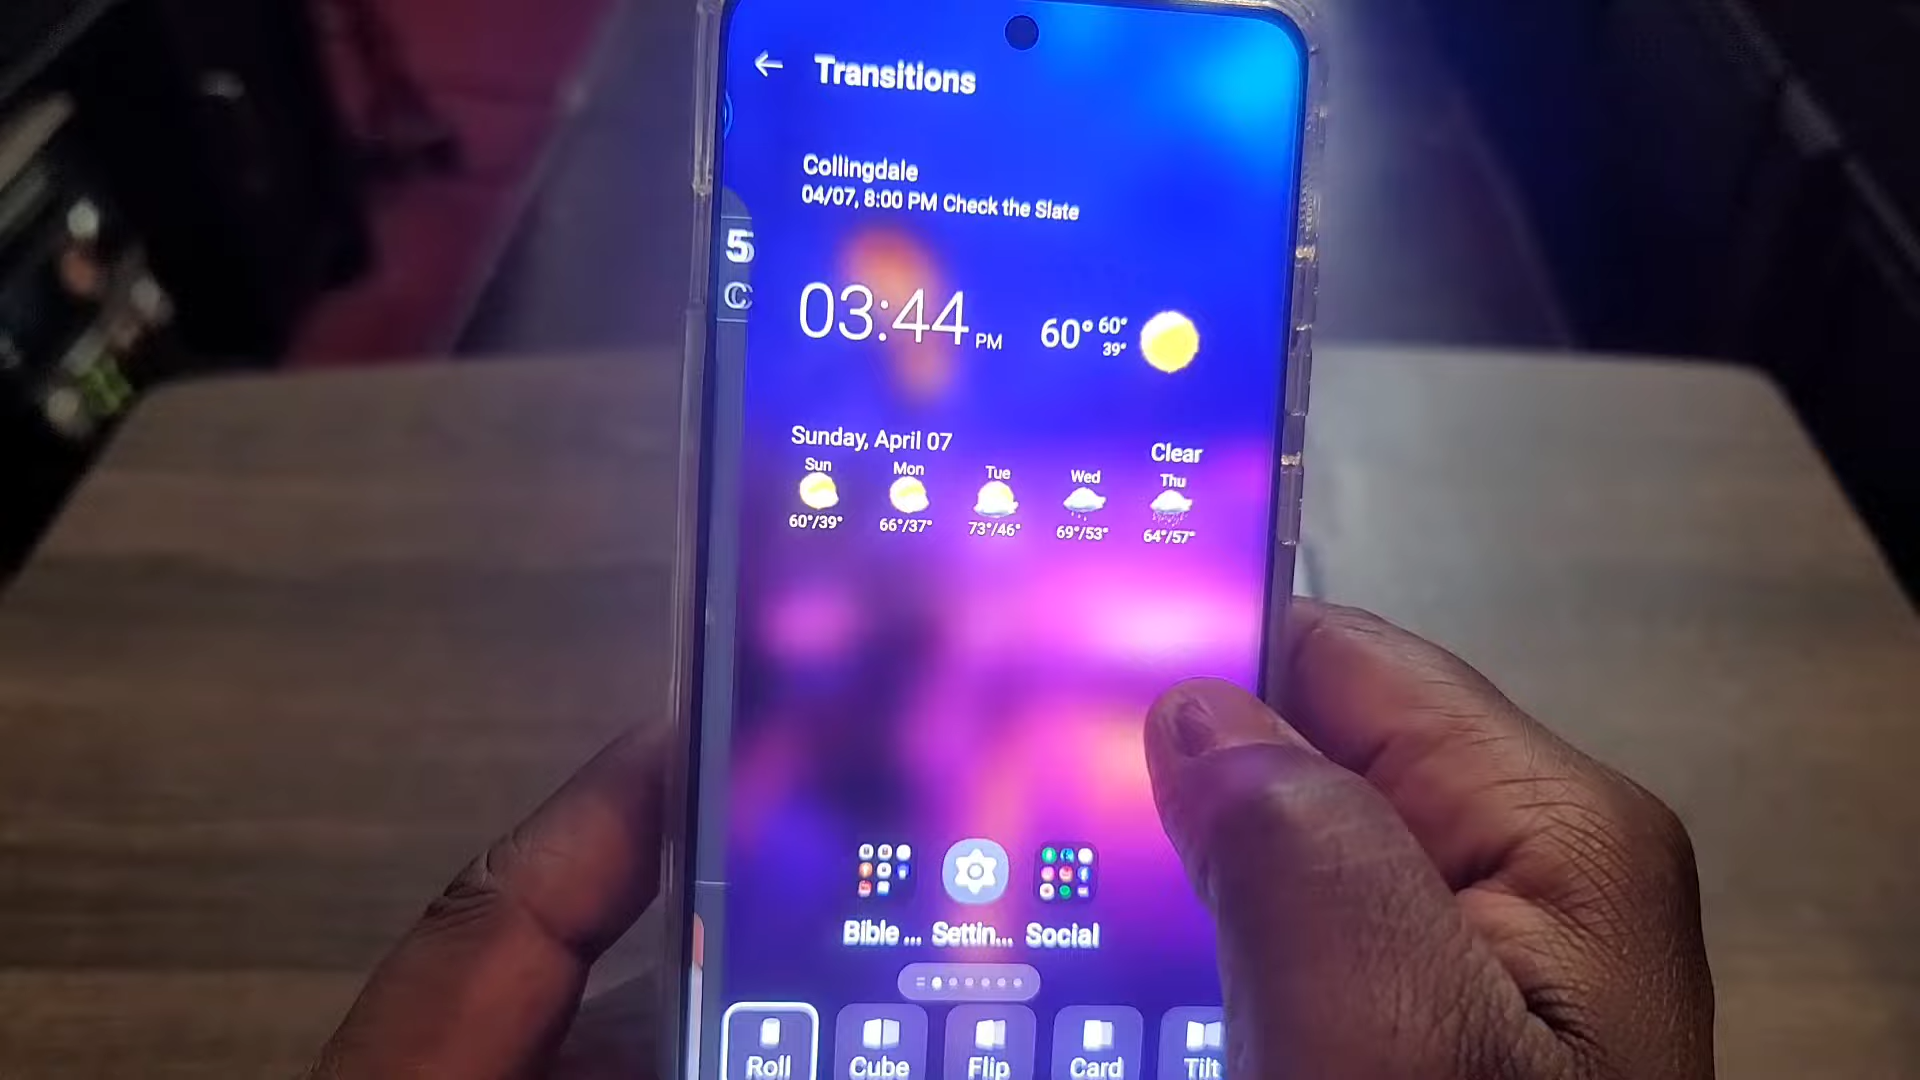 Transitions
Collingdale
04/07, 8:00 PM Check the Slate
5
C
03:44 PM
60° 60°
39°
Sunday, April 07
Clear
Sun Mon Tue Wed Thu
60°/39° 66°/37° 73°/46° 69°/53° 64°/57°
Bible ... Settin... Social
Roll Cube Flip Card Tilt